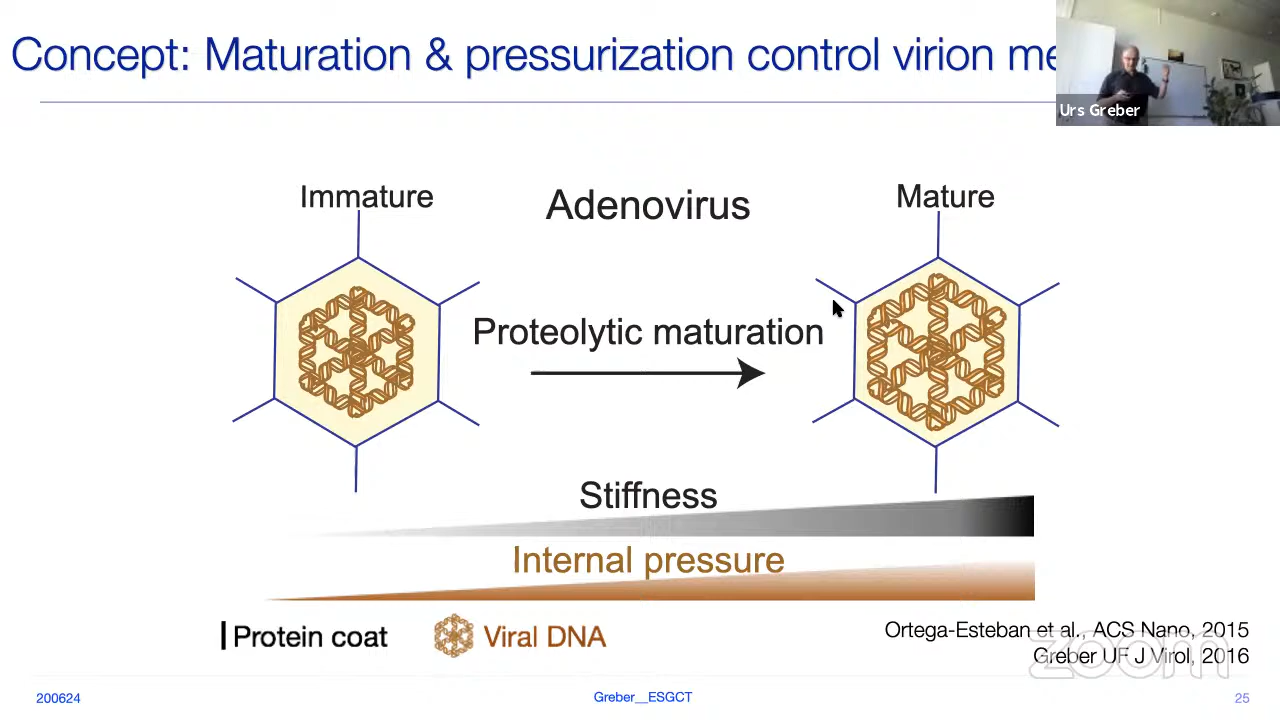 Concept: Maturation & pressurization control virion
Urs Greber
Immature
Adenovirus
Mature
Proteolytic maturation
Stiffness
Internal pressure
Protein coat
Viral DNA
Ortega-Esteban et al., ACS Nano, 2015
Greber UF J Virol, 2016
zoom
200624
Greber__ESGCT
25